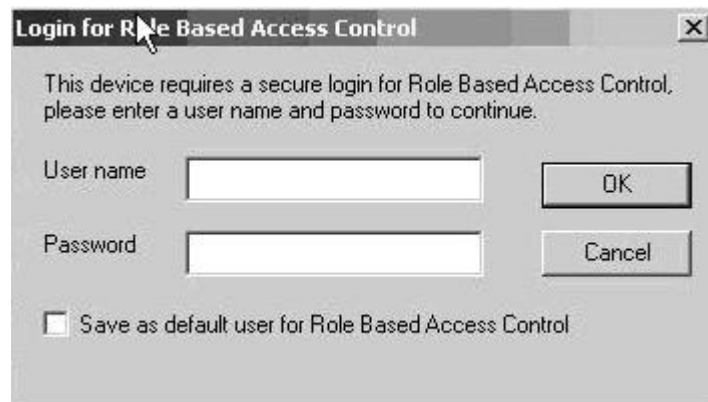 Login for Role Based Access Control
This device requires a secure login for Role Based Access Control,
please enter a user name and password to continue.
User name
OK
Password
Cancel
Save as default user for Role Based Access Control